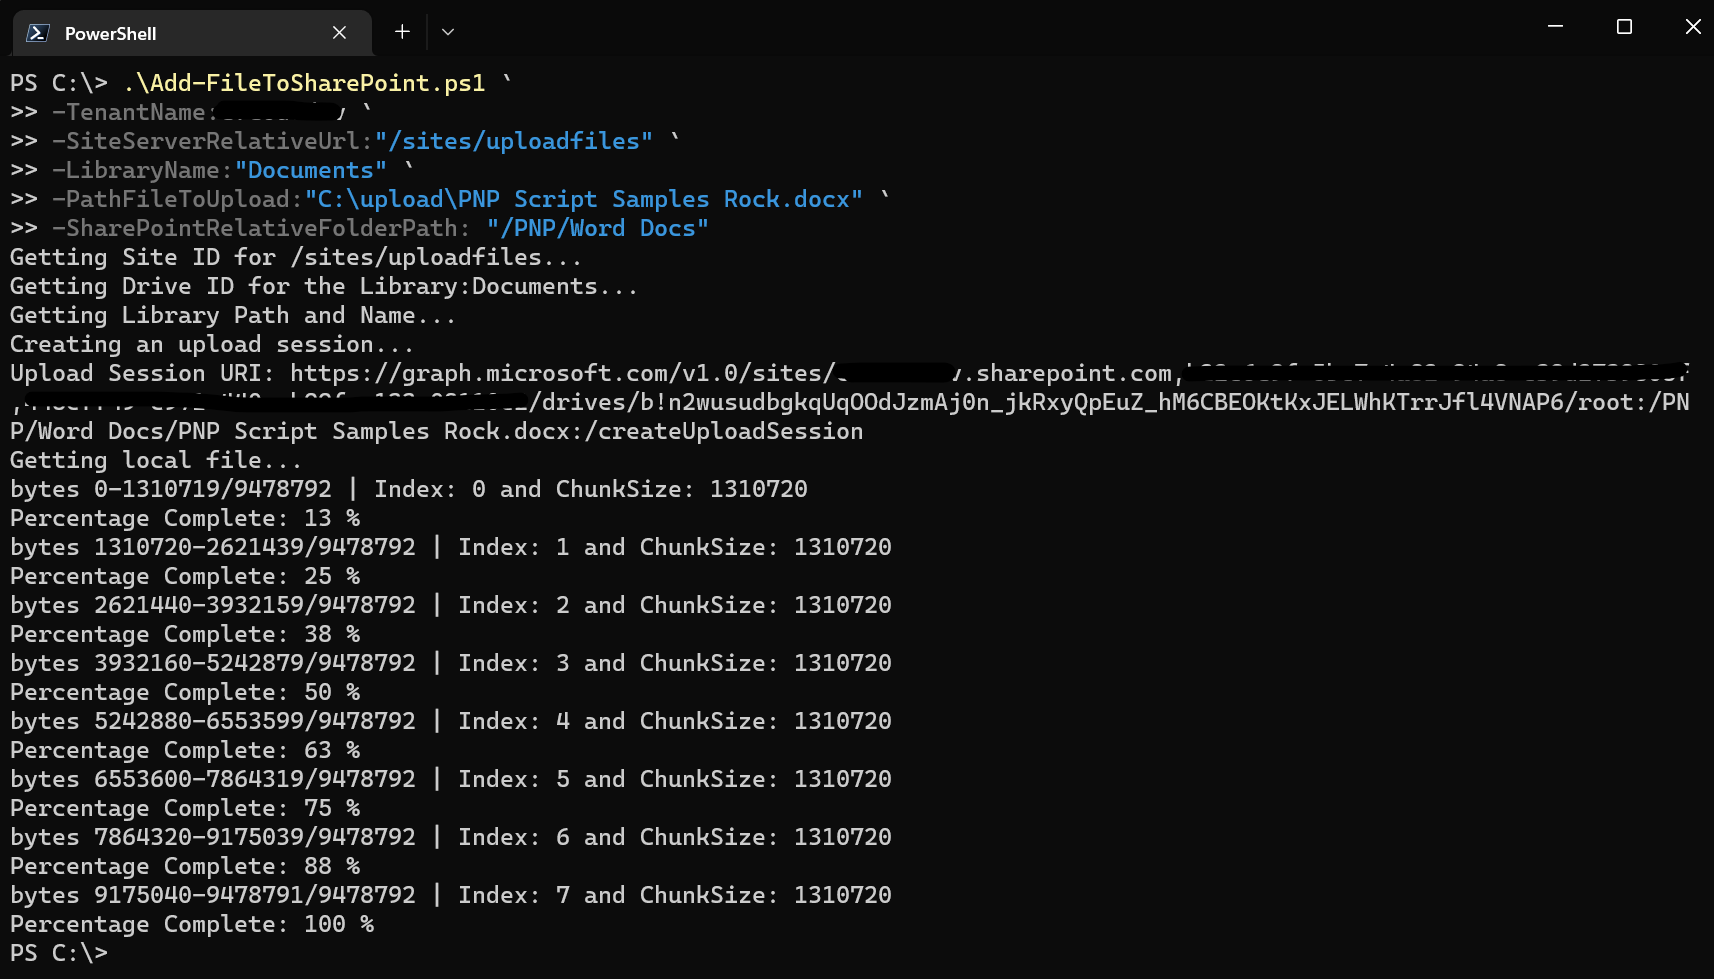 PowerShell
PS C:\> .\Add-FileToSharePoint.ps1 `
>> -TenantName: `
>> -SiteServerRelativeUrl:"/sites/uploadfiles" `
>> -LibraryName:"Documents" `
>> -PathFileToUpload:"C:\upload\PNP Script Samples Rock.docx" `
>> -SharePointRelativeFolderPath: "/PNP/Word Docs"
Getting Site ID for /sites/uploadfiles...
Getting Drive ID for the Library:Documents...
Getting Library Path and Name...
Creating an upload session...
Upload Session URI: https://graph.microsoft.com/v1.0/sites/ v.sharepoint.com,
/drives/b!n2wusudbgkqUqOOdJzmAj0n_jkRxyQpEuZ_hM6CBEOKtKxJELWhKTrrJfl4VNAP6/root:/PN
P/Word Docs/PNP Script Samples Rock.docx:/createUploadSession
Getting local file...
bytes 0-1310719/9478792 | Index: 0 and ChunkSize: 1310720
Percentage Complete: 13 %
bytes 1310720-2621439/9478792 | Index: 1 and ChunkSize: 1310720
Percentage Complete: 25 %
bytes 2621440-3932159/9478792 | Index: 2 and ChunkSize: 1310720
Percentage Complete: 38 %
bytes 3932160-5242879/9478792 | Index: 3 and ChunkSize: 1310720
Percentage Complete: 50 %
bytes 5242880-6553599/9478792 | Index: 4 and ChunkSize: 1310720
Percentage Complete: 63 %
bytes 6553600-7864319/9478792 | Index: 5 and ChunkSize: 1310720
Percentage Complete: 75 %
bytes 7864320-9175039/9478792 | Index: 6 and ChunkSize: 1310720
Percentage Complete: 88 %
bytes 9175040-9478791/9478792 | Index: 7 and ChunkSize: 1310720
Percentage Complete: 100 %
PS C:\>